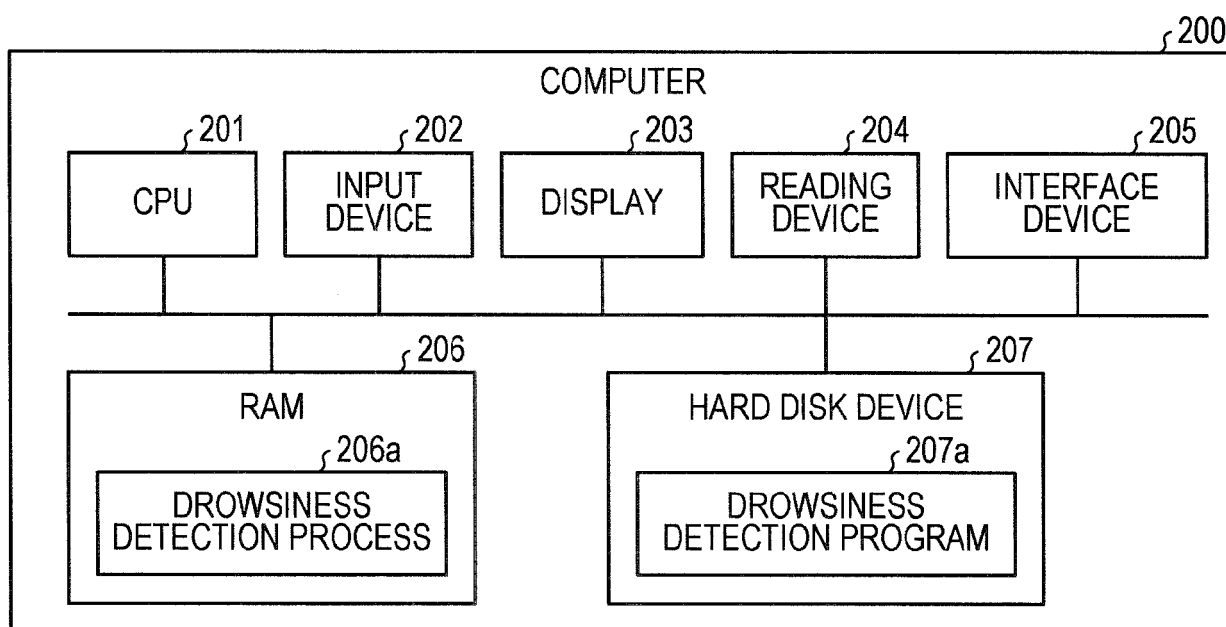 200
COMPUTER
201
202
203
204
205
CPU
INPUT
DEVICE
DISPLAY
READING
DEVICE
INTERFACE
DEVICE
206
207
RAM
HARD DISK DEVICE
206a
207a
DROWSINESS
DETECTION PROCESS
DROWSINESS
DETECTION PROGRAM